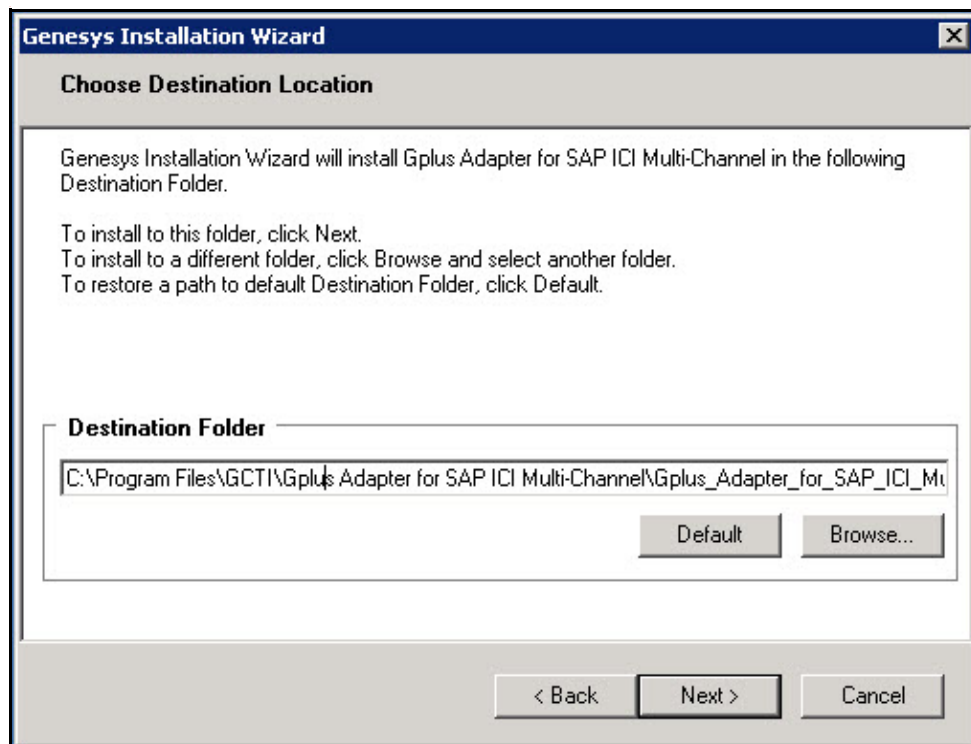 Genesys Installation Wizard
Choose Destination Location
Genesys Installation Wizard will install Gplus Adapter for SAP ICI Multi-Channel in the following
Destination Folder.
To install to this folder, click Next.
To install to a different folder, click Browse and select another folder.
To restore a path to default Destination Folder, click Default.
Destination Folder
C:\Program Files\GCTI\Gplus Adapter for SAP ICI Multi-Channel\Gplus_Adapter_for_SAP_ICI_Mu
Default
Browse...
< Back
Next >
Cancel